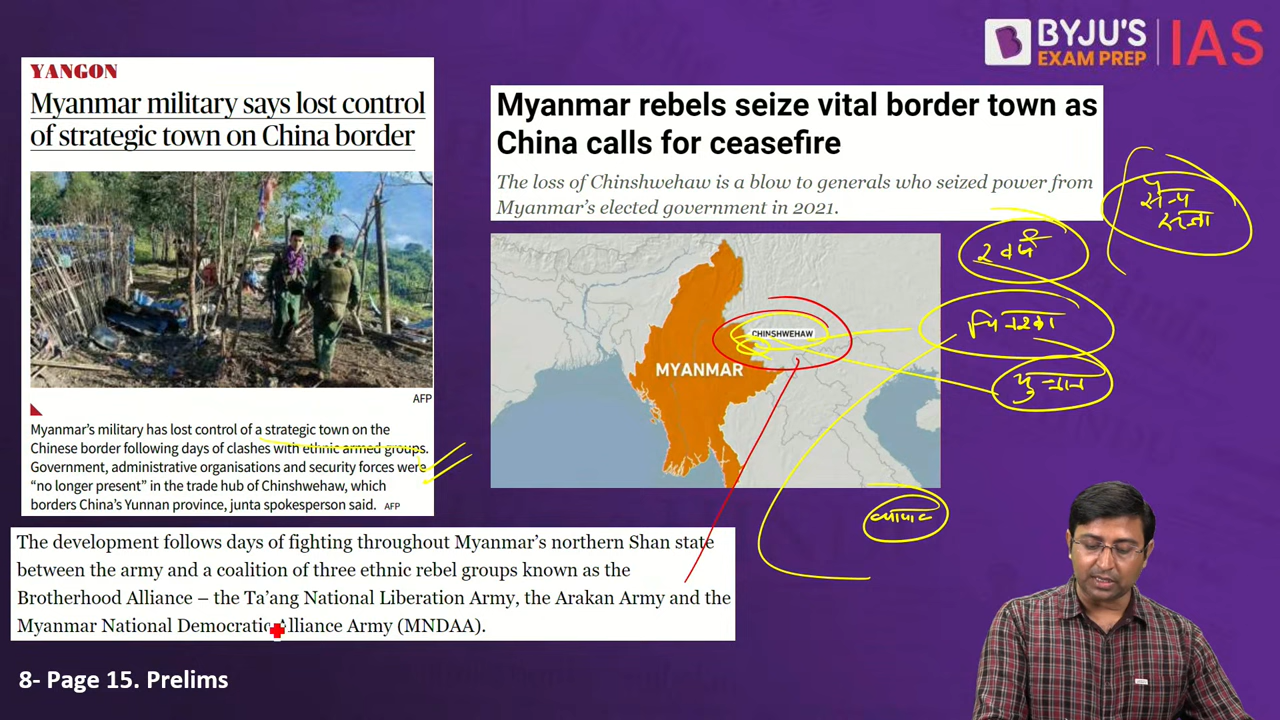 BYJU'S
EXAM PREP
IAS
YANGON
Myanmar military says lost control
of strategic town on China border
AFP
Myanmar's military has lost control of a strategic town on the
Chinese border following days of clashes with ethnic armed groups.
Government, administrative organisations and security forces were
“no longer present” in the trade hub of Chinshwehaw, which
borders China's Yunnan province, junta spokesperson said. AFP
Myanmar rebels seize vital border town as
China calls for ceasefire
The loss of Chinshwehaw is a blow to generals who seized power from
Myanmar's elected government in 2021.
CHINSHWEHAW
MYANMAR
व्यापार
The development follows days of fighting throughout Myanmar's northern Shan state
between the army and a coalition of three ethnic rebel groups known as the
Brotherhood Alliance – the Ta'ang National Liberation Army, the Arakan Army and the
Myanmar National Democratic Alliance Army (MNDAA).
8- Page 15. Prelims